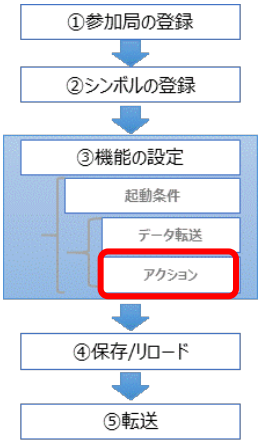 ①参加局の登録
②シンボルの登録
③機能の設定
起動条件
データ転送
アクション
④保存/リロード
⑤転送